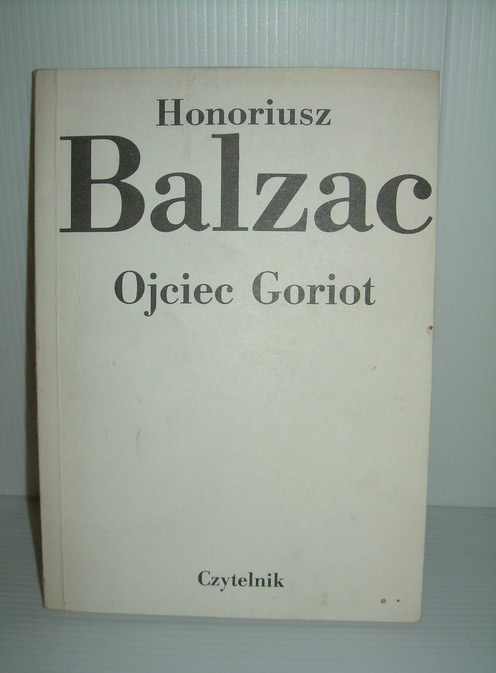 Honoriusz
Balzac
Ojciec Goriot
Czytelnik